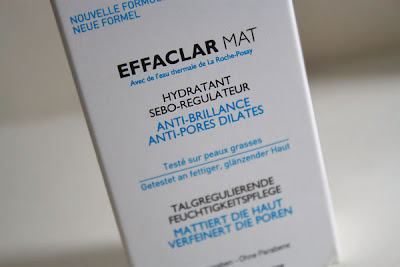 NOUVELLE FORMULE
NEUE FORMEL
EFFACLAR MAT
Avec de l'eau thermale de La Roche-Posay
HYDRATANT
SEBO-REGULATEUR
ANTI-BRILLANCE
ANTI-PORES DILATES
Testé sur peaux grasses
Getestet an fettiger, glänzender Haut
TALGREGULIERENDE
FEUCHTIGKEITSPFLEGE
MATTIERT DIE HAUT
VERFEINERT DIE POREN
- Ohne Parabene